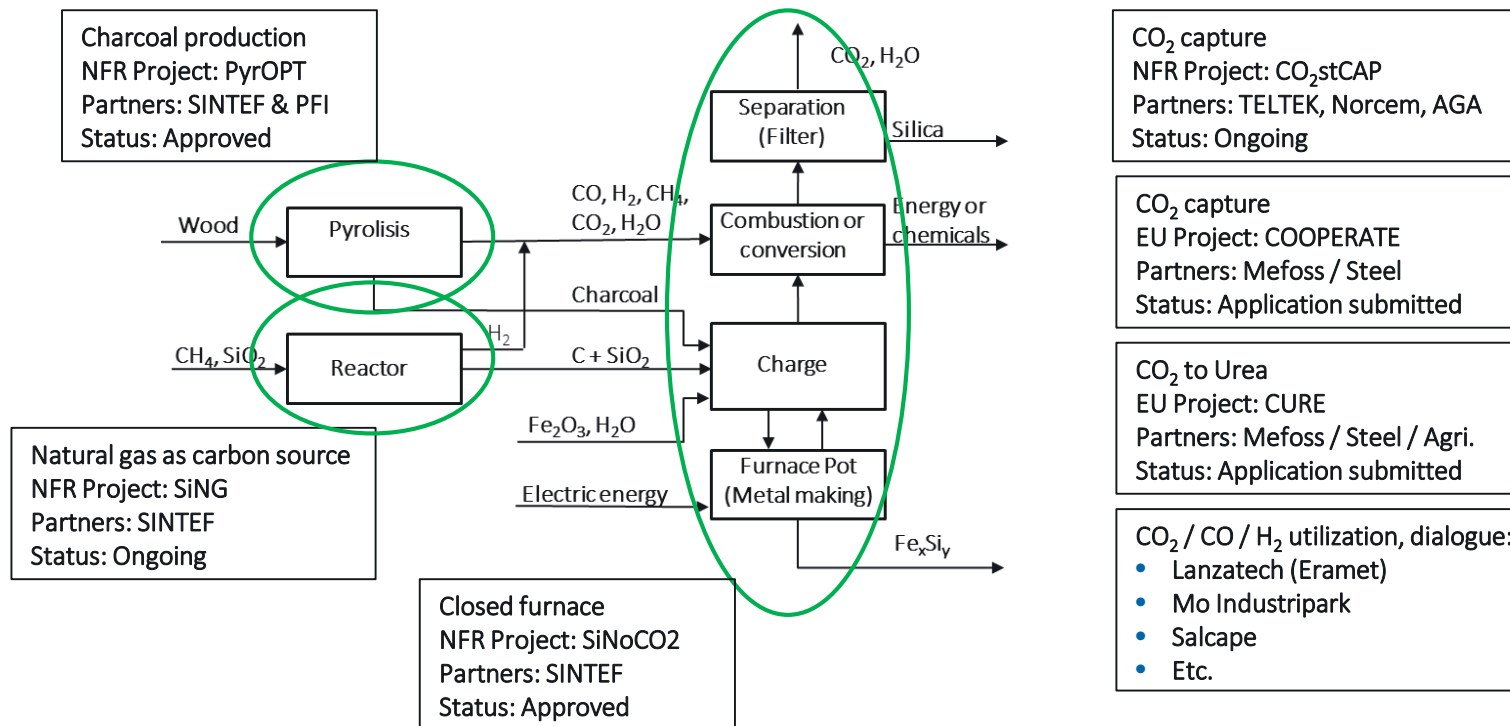 Charcoal production
NFR Project: PyrOPT
Partners: SINTEF & PFI
Status: Approved
CO₂, H₂O
Separation
(Filter)
Silica
CO, H₂, CH₄,
CO₂, H₂O
Wood
Pyrolisis
Combustion or
conversion
Energy or
chemicals
Charcoal
H₂
CH₄, SiO₂
Reactor
C + SiO₂
Charge
Fe₂O₃, H₂O
Furnace Pot
(Metal making)
Electric energy
FeₓSiᵧ
Natural gas as carbon source
NFR Project: SiNG
Partners: SINTEF
Status: Ongoing
Closed furnace
NFR Project: SiNoCO2
Partners: SINTEF
Status: Approved
CO₂ capture
NFR Project: CO₂stCAP
Partners: TELTEK, Norcem, AGA
Status: Ongoing
CO₂ capture
EU Project: COOPERATE
Partners: Mefoss / Steel
Status: Application submitted
CO₂ to Urea
EU Project: CURE
Partners: Mefoss / Steel / Agri.
Status: Application submitted
CO₂ / CO / H₂ utilization, dialogue:
• Lanzatech (Eramet)
• Mo Industripark
• Salcape
• Etc.